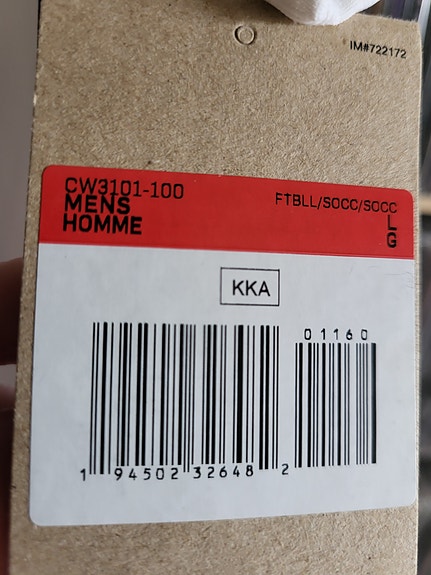 IM#722172
CW3101-100
FTBLL/SOCC/SOCC
MENS
L
HOMME
G
KKA
01160
1 94502 32648 2